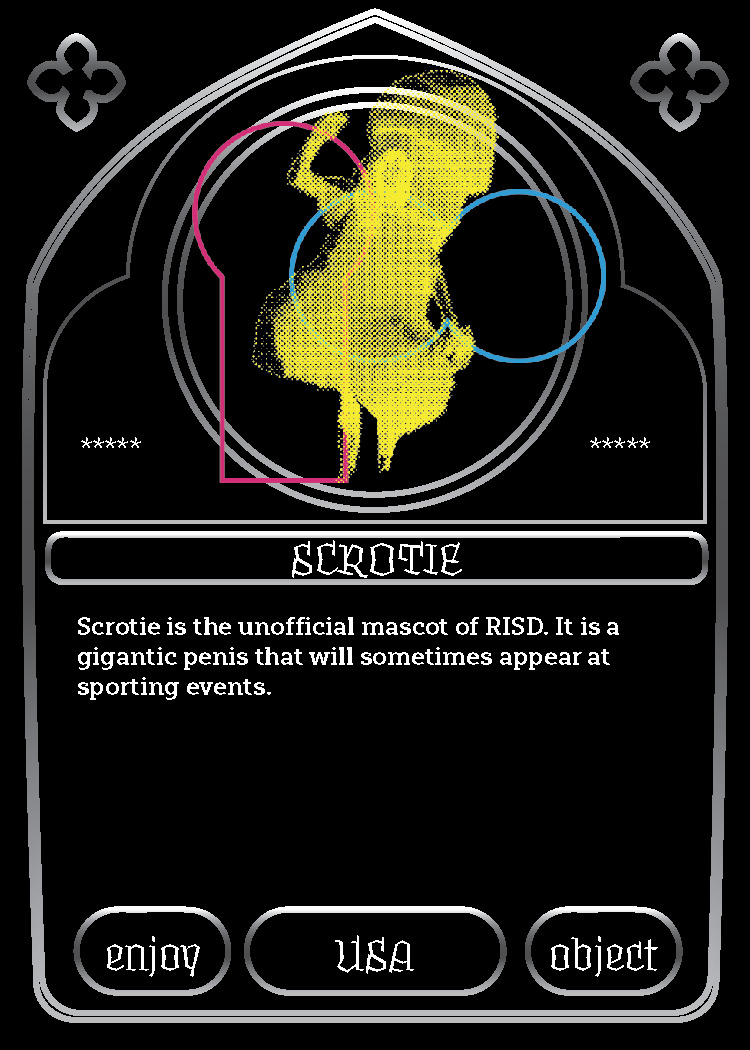 ***** *****
SCROTIE
Scrotie is the unofficial mascot of RISD. It is a
gigantic penis that will sometimes appear at
sporting events.
enjoy USA object